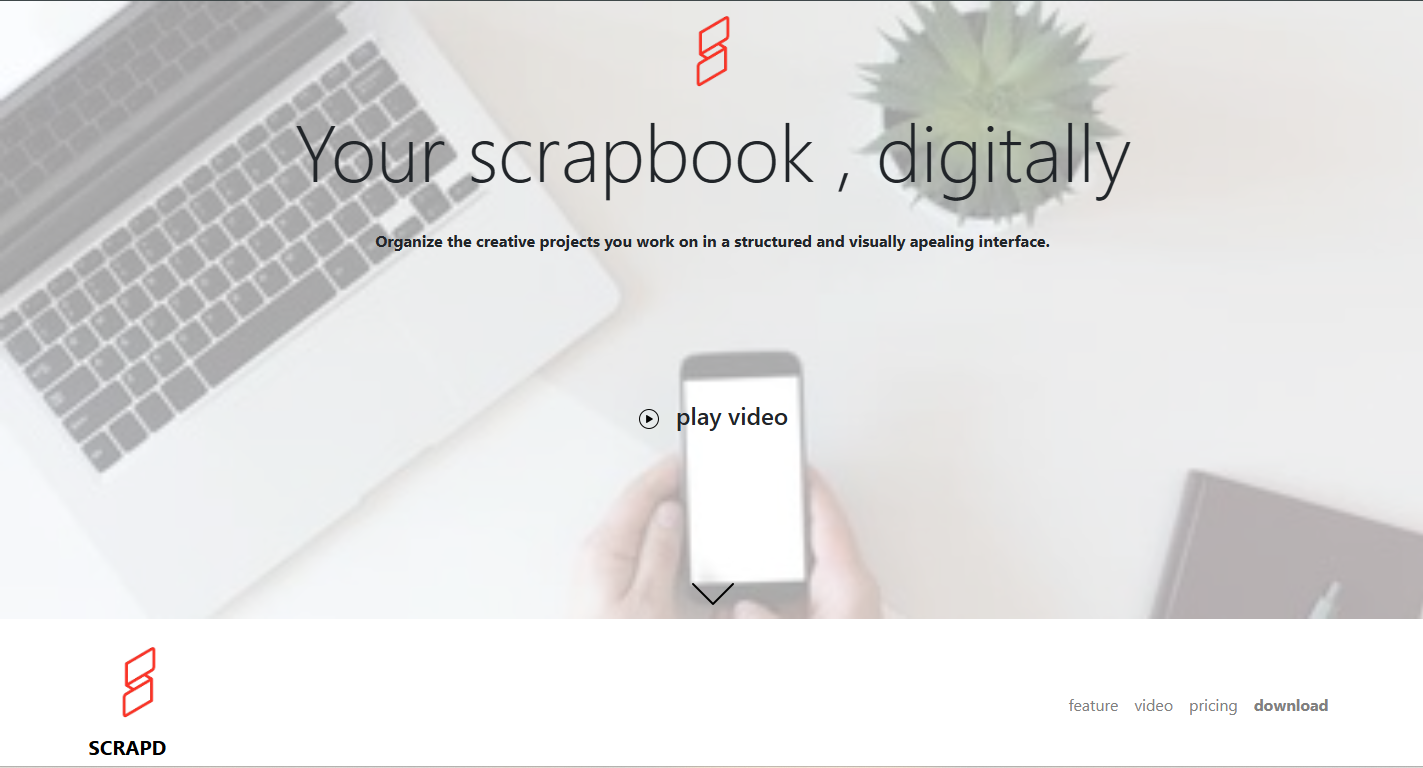 Your scrapbook , digitally
Organize the creative projects you work on in a structured and visually apealing interface.
play video
SCRAPD
feature video pricing download